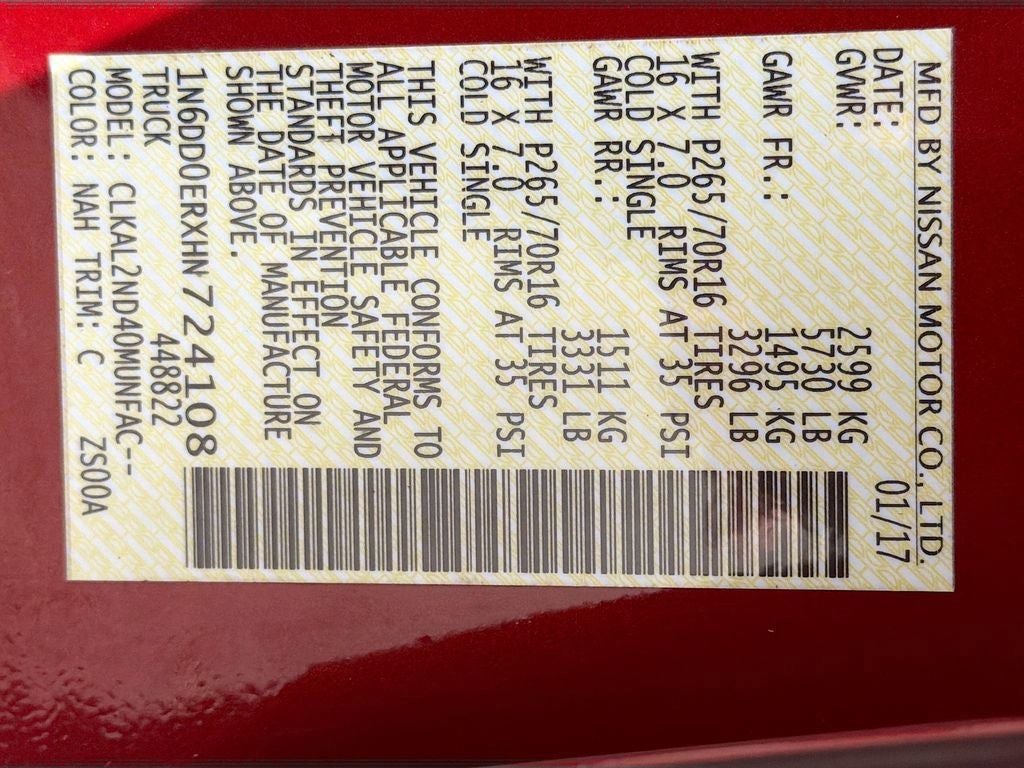 MFD BY NISSAN MOTOR CO., LTD.
DATE: 01/17
GVWR: 2599 KG
5730 LB
GAWR FR.: 1495 KG
3296 LB
WITH P265/70R16 TIRES
16 X 7.0 RIMS AT 35 PSI
COLD SINGLE
GAWR RR.: 1511 KG
3331 LB
WITH P265/70R16 TIRES
16 X 7.0 RIMS AT 35 PSI
COLD SINGLE
THIS VEHICLE CONFORMS TO
ALL APPLICABLE FEDERAL
MOTOR VEHICLE SAFETY AND
THEFT PREVENTION
STANDARDS IN EFFECT ON
THE DATE OF MANUFACTURE
SHOWN ABOVE.
1N6DD0ERXHN724108
TRUCK 448822
MODEL: CLKAL2ND40MUNFAC--
COLOR: NAH TRIM: C ZS00A